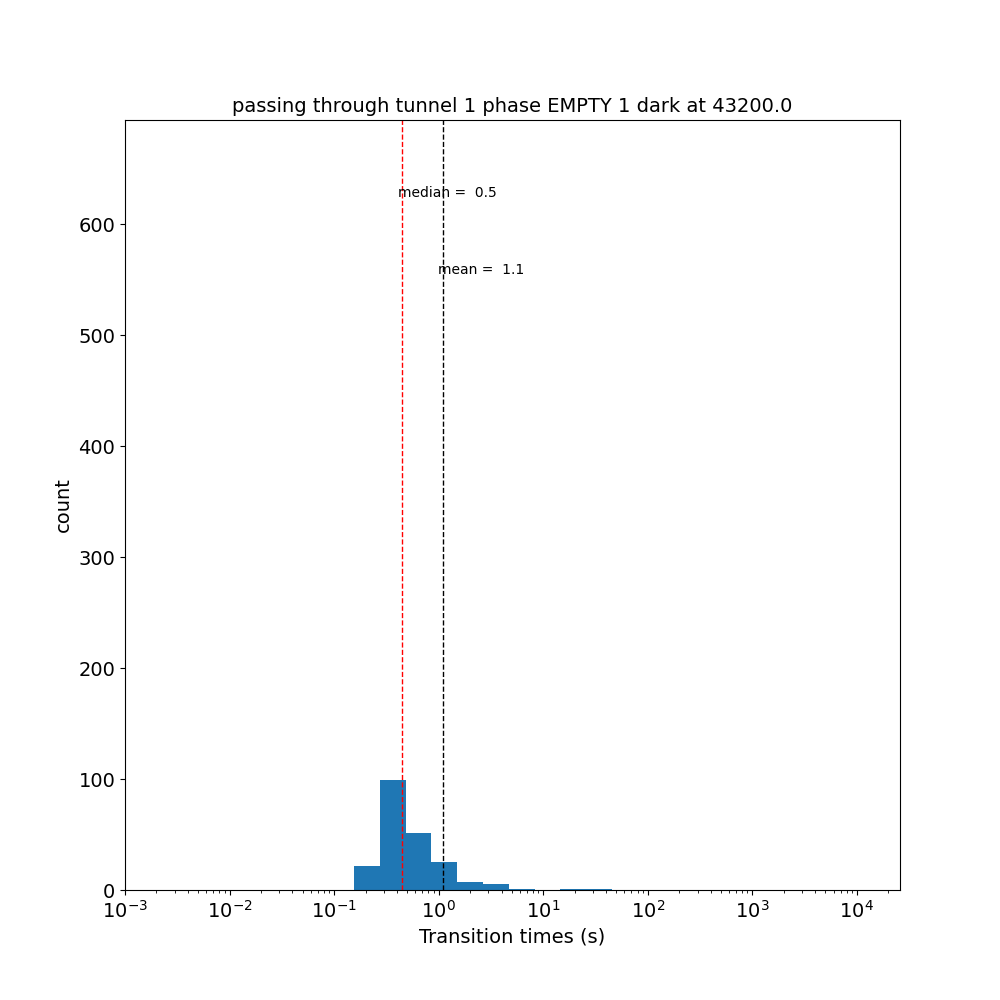 passing through tunnel 1 phase EMPTY 1 dark at 43200.0
median =  0.5
mean =  1.1
600
500
400
300
200
100
0
count
10⁻³ 10⁻² 10⁻¹ 10⁰ 10¹ 10² 10³ 10⁴
Transition times (s)